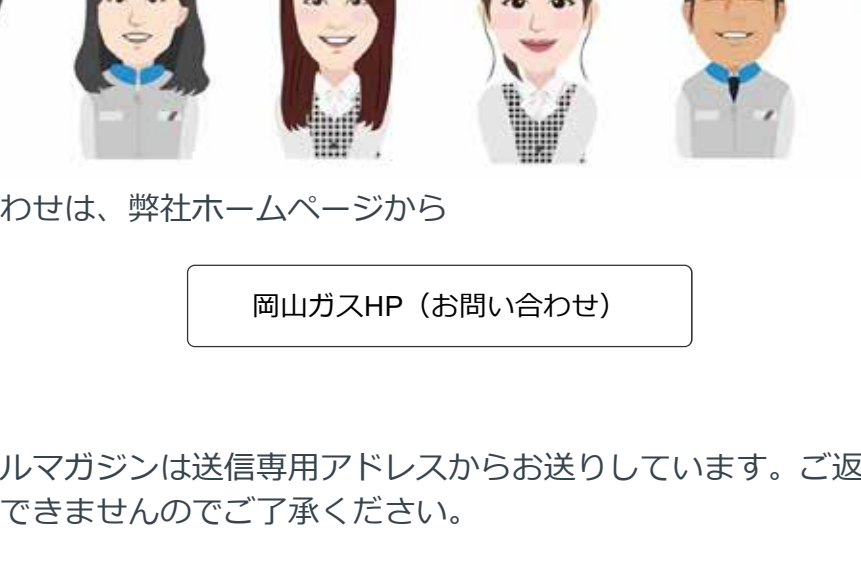 わせは、弊社ホームページから
岡山ガスHP（お問い合わせ）
ルマガジンは送信専用アドレスからお送りしています。ご返
できませんのでご了承ください。